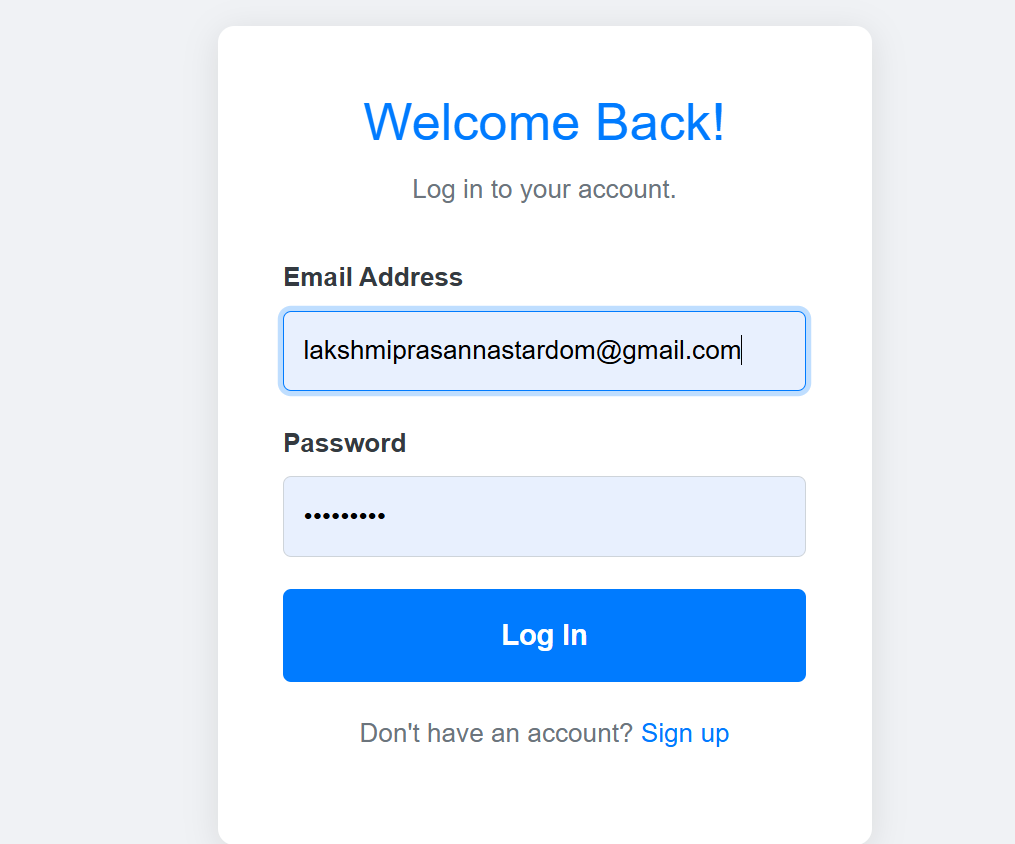 Welcome Back!
Log in to your account.
Email Address
lakshmiprasannastardom@gmail.com
Password
•••••••••
Log In
Don't have an account? Sign up